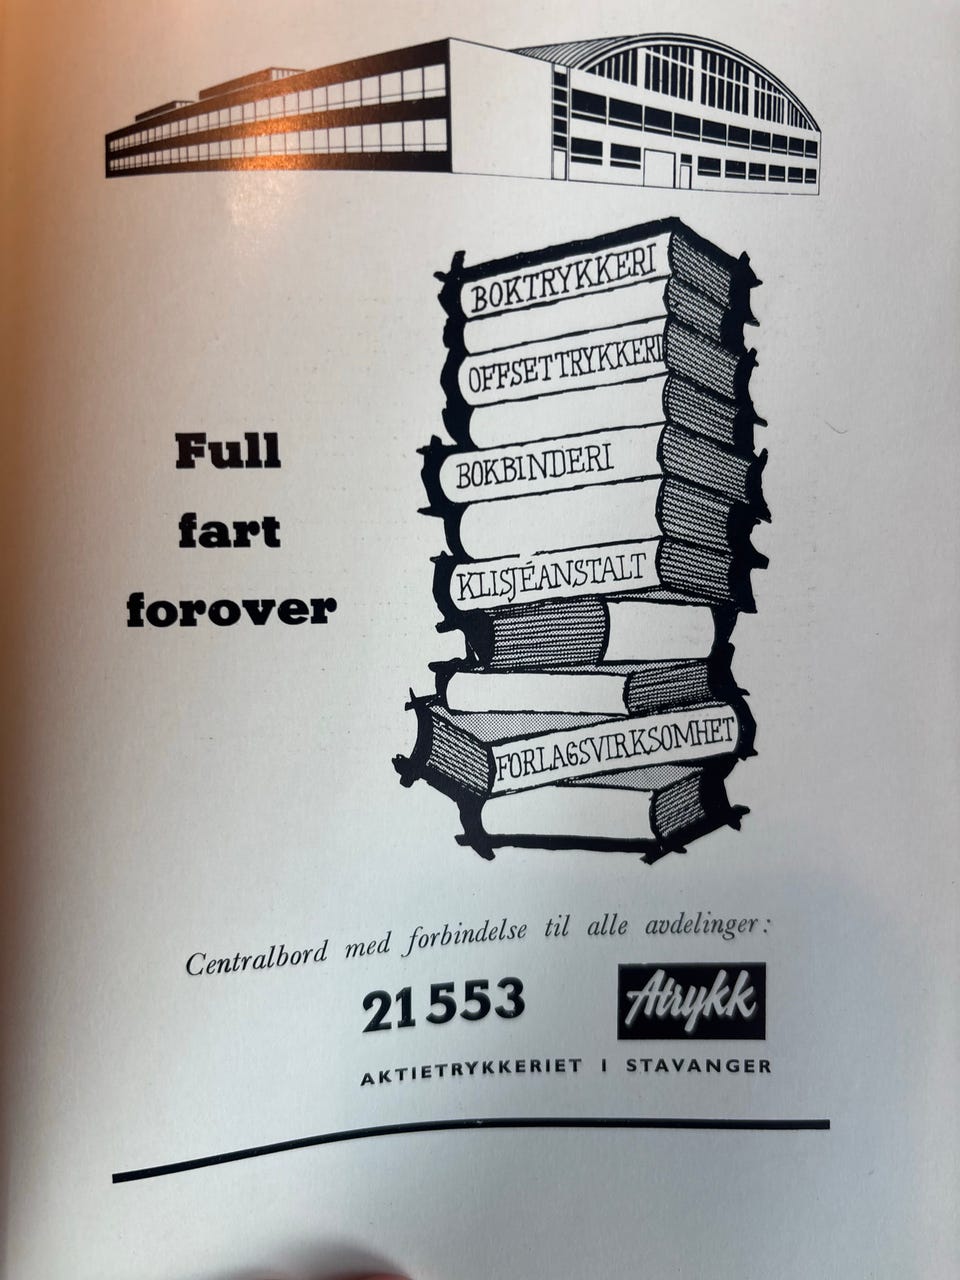 BOKTRYKKERI
OFFSETTRYKKERI
BOKBINDERI
KLISJÉANSTALT
FORLAGSVIRKSOMHET
Full
fart
forover
Centralbord med forbindelse til alle avdelinger:
21553
Atrykk
AKTIETRYKKERIET I STAVANGER